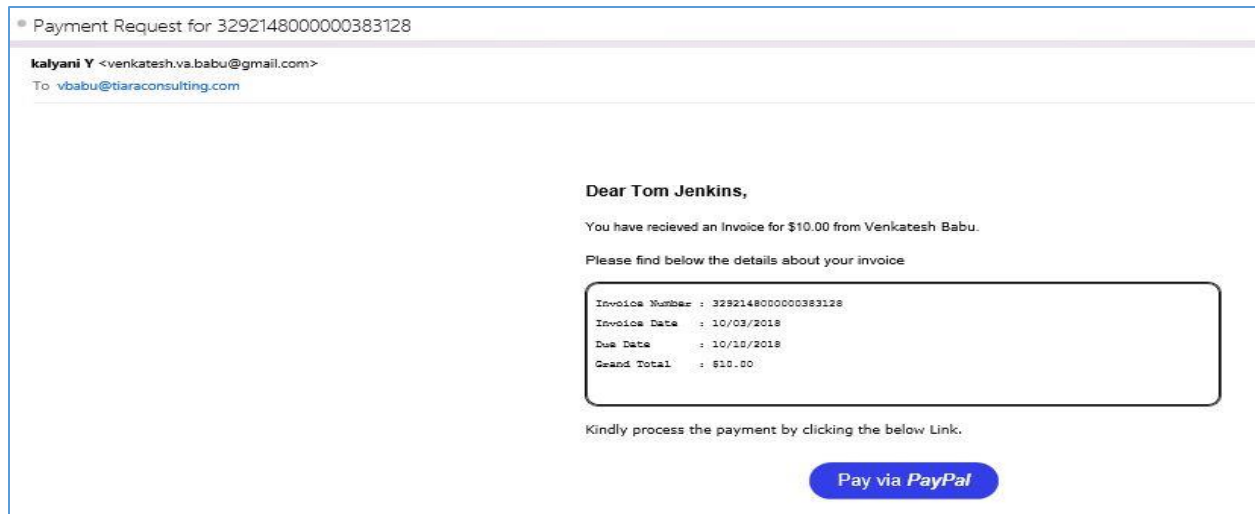 Payment Request for 3292148000000383128
kalyani Y <venkatesh.va.babu@gmail.com>
To vbabu@tiaraconsulting.com
Dear Tom Jenkins,
You have recieved an Invoice for $10.00 from Venkatesh Babu.
Please find below the details about your invoice
Invoice Number : 3292148000000383128
Invoice Date : 10/03/2018
Due Date : 10/10/2018
Grand Total : $10.00
Kindly process the payment by clicking the below Link.
Pay via PayPal